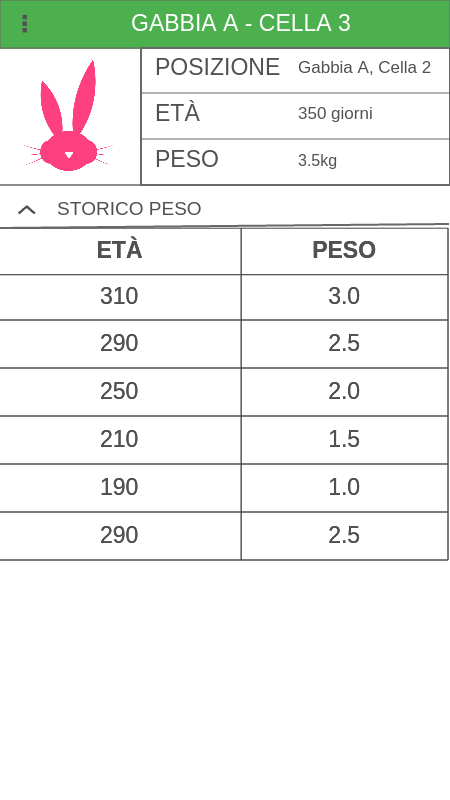 GABBIA A - CELLA 3
POSIZIONE Gabbia A, Cella 2
ETÀ 350 giorni
PESO 3.5kg
STORICO PESO
ETÀ PESO
310 3.0
290 2.5
250 2.0
210 1.5
190 1.0
290 2.5